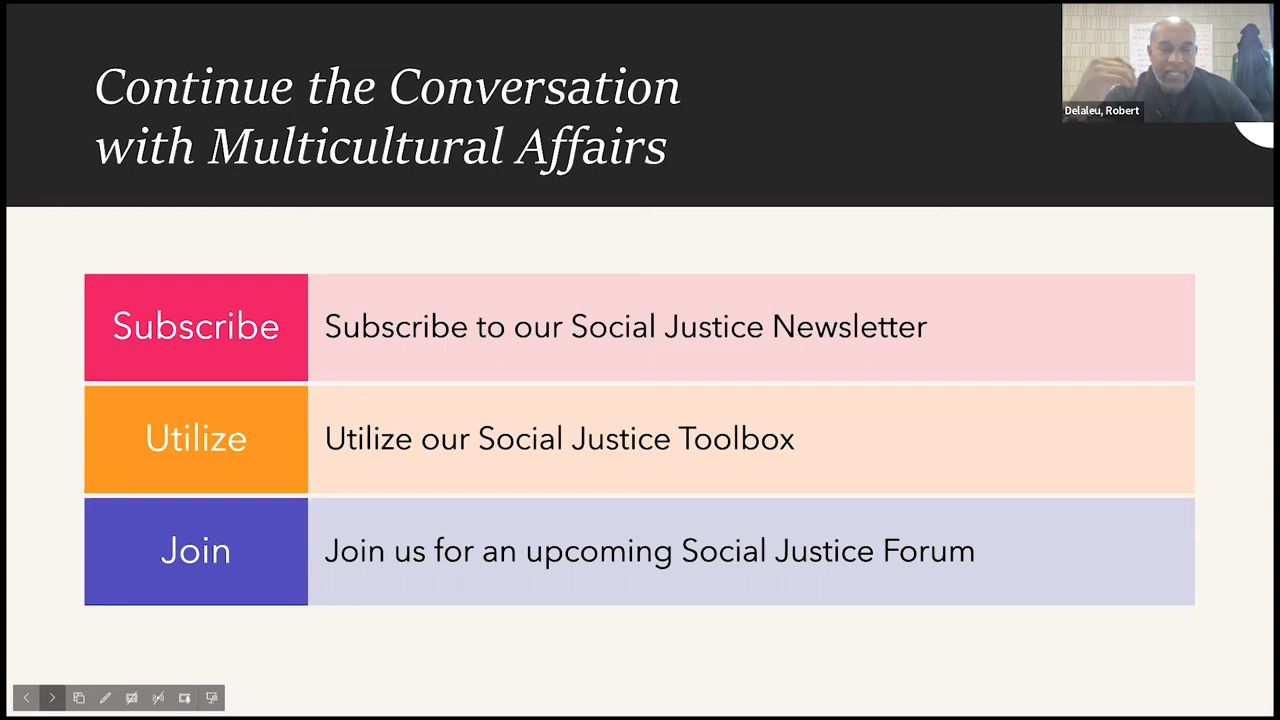 Continue the Conversation
with Multicultural Affairs
Delaleu, Robert
Subscribe
Subscribe to our Social Justice Newsletter
Utilize
Utilize our Social Justice Toolbox
Join
Join us for an upcoming Social Justice Forum